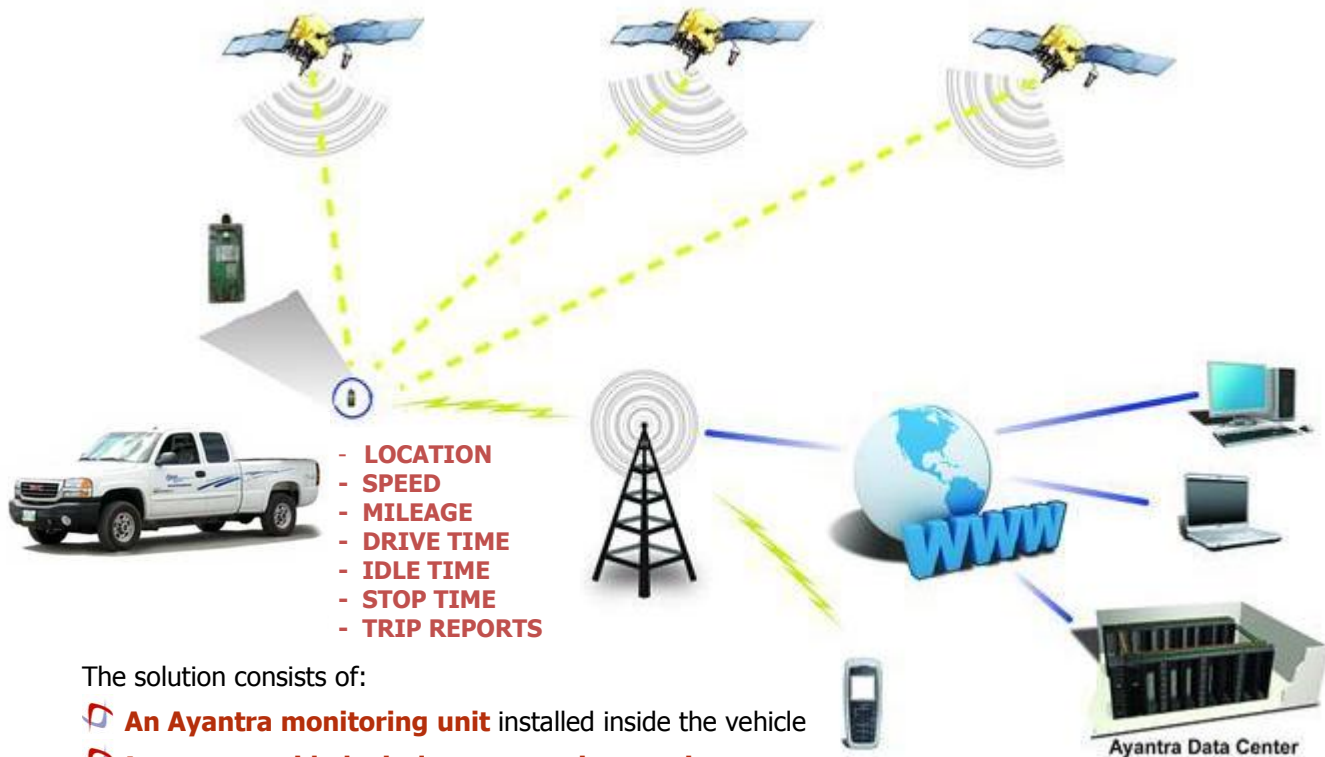 - LOCATION
- SPEED
- MILEAGE
- DRIVE TIME
- IDLE TIME
- STOP TIME
- TRIP REPORTS
WWW
The solution consists of:
An Ayantra monitoring unit installed inside the vehicle
Ayantra Data Center